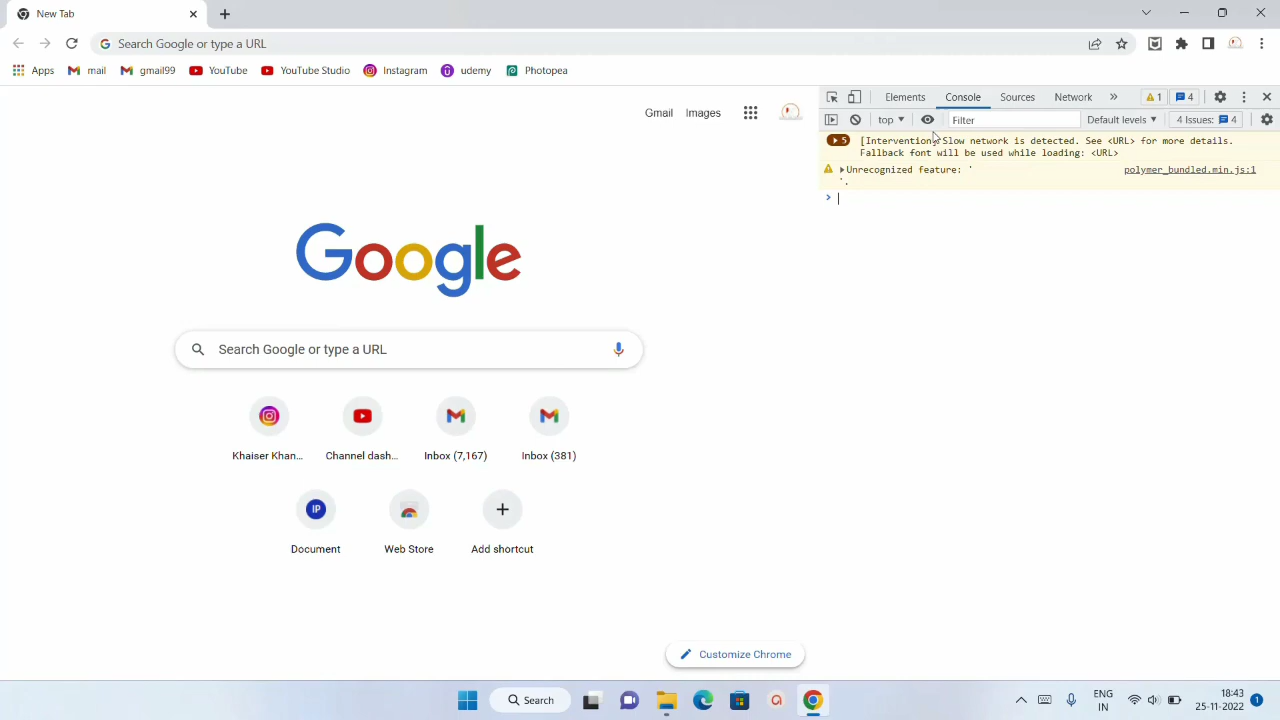 New Tab
Search Google or type a URL
Apps mail gmail99 YouTube YouTube Studio Instagram udemy Photopea
Gmail Images
Google
Search Google or type a URL
Khaiser Khan... Channel dash... Inbox (7,167) Inbox (381)
IP
Document Web Store Add shortcut
Customize Chrome
Elements Console Sources Network » 1 4
top Filter Default levels 4 Issues: 4
5 [Intervention] Slow network is detected. See <URL> for more details.
Fallback font will be used while loading: <URL>
Unrecognized feature: ' polymer_bundled.min.js:1
'.
>
Search ENG 18:43
IN 25-11-2022 1